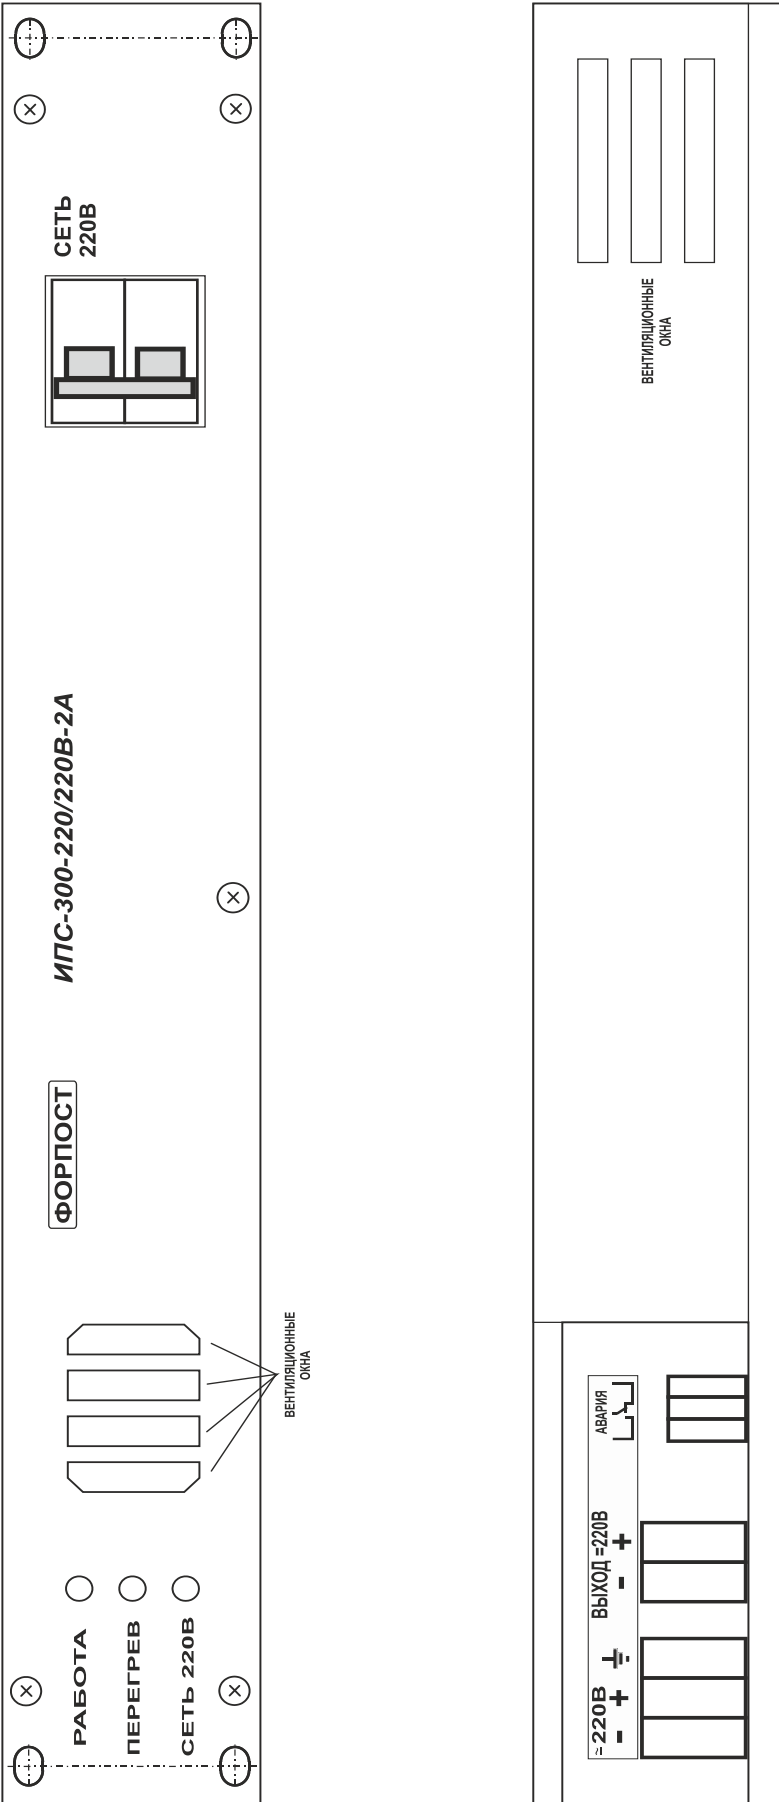 СЕТЬ
220В
ИПС-300-220/220В-2А
ФОРПОСТ
ВЕНТИЛЯЦИОННЫЕ
ОКНА
РАБОТА
ПЕРЕГРЕВ
СЕТЬ 220В
ВЕНТИЛЯЦИОННЫЕ
ОКНА
АВАРИЯ
ВЫХОД =220В
- +
≂220В
- +